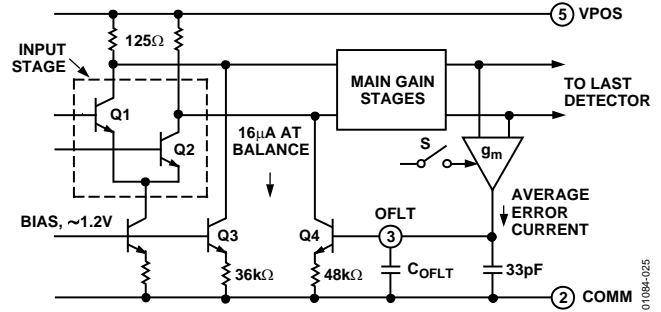 5 VPOS
125Ω
INPUT
STAGE
MAIN GAIN
STAGES
TO LAST
DETECTOR
Q1
Q2
16µA AT
BALANCE
S
gm
AVERAGE
ERROR
CURRENT
BIAS, ~1.2V
OFLT
Q3
Q4
3
36kΩ
48kΩ
COFLT
33pF
2 COMM
01084-025